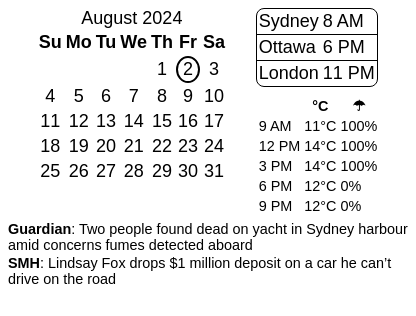 August 2024
Su Mo Tu We Th Fr Sa
1 2 3
4 5 6 7 8 9 10
11 12 13 14 15 16 17
18 19 20 21 22 23 24
25 26 27 28 29 30 31
Sydney 8 AM
Ottawa 6 PM
London 11 PM
°C ☂
9 AM 11°C 100%
12 PM 14°C 100%
3 PM 14°C 100%
6 PM 12°C 0%
9 PM 12°C 0%
Guardian: Two people found dead on yacht in Sydney harbour
amid concerns fumes detected aboard
SMH: Lindsay Fox drops $1 million deposit on a car he can’t
drive on the road